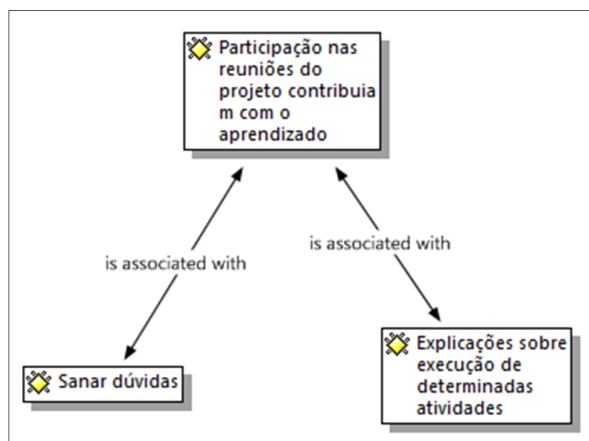 Participação nas
reuniões do
projeto contribuia
m com o
aprendizado
is associated with
is associated with
Sanar dúvidas
Explicações sobre
execução de
determinadas
atividades